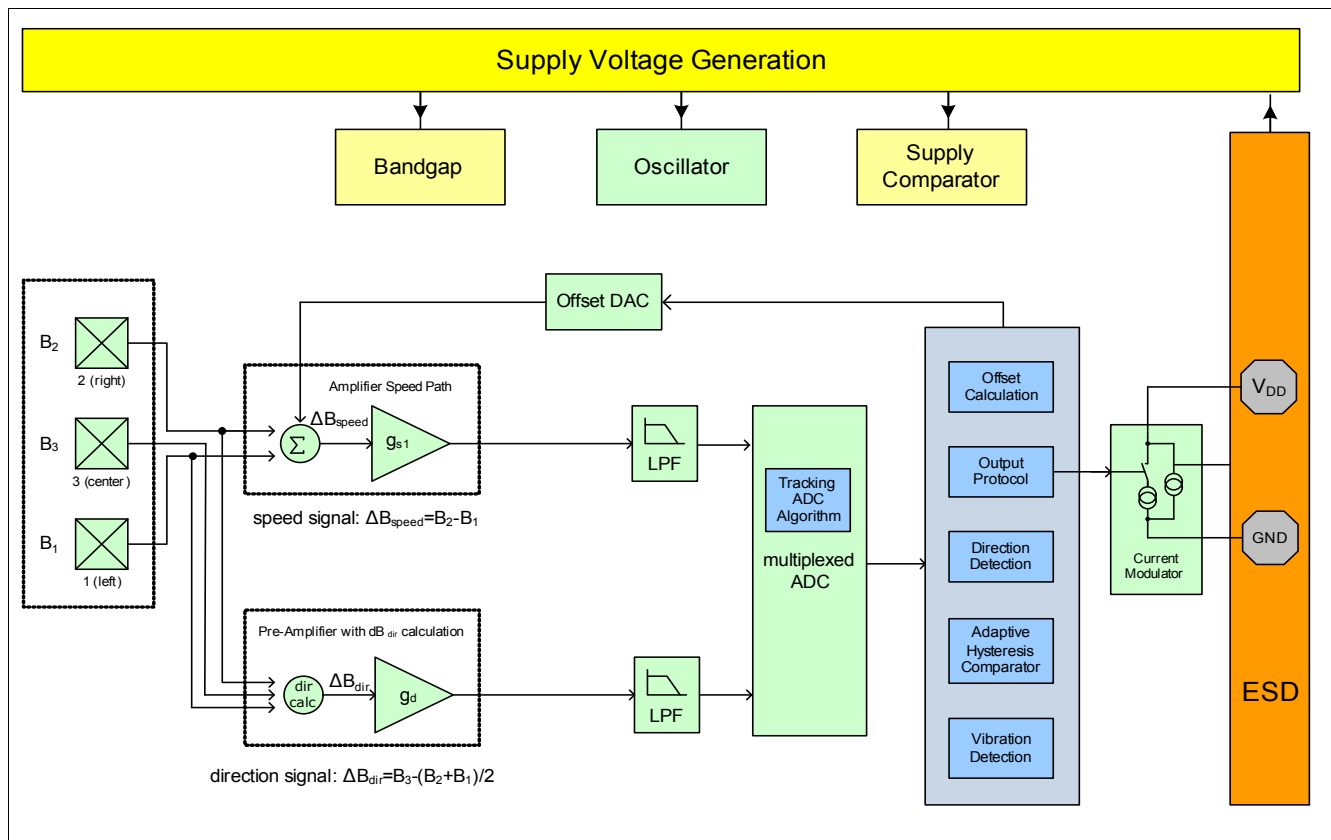 Supply Voltage Generation
Bandgap
Oscillator
Supply
Comparator
Offset DAC
B2
2 (right)
B3
3 (center)
B1
1 (left)
Amplifier Speed Path
Σ
ΔBspeed
gs1
speed signal: ΔBspeed=B2-B1
LPF
Pre-Amplifier with dB dir calculation
dir
calc
ΔBdir
gd
direction signal: ΔBdir=B3-(B2+B1)/2
LPF
Tracking
ADC
Algorithm
multiplexed
ADC
Offset
Calculation
Output
Protocol
Direction
Detection
Adaptive
Hysteresis
Comparator
Vibration
Detection
Current
Modulator
VDD
GND
ESD